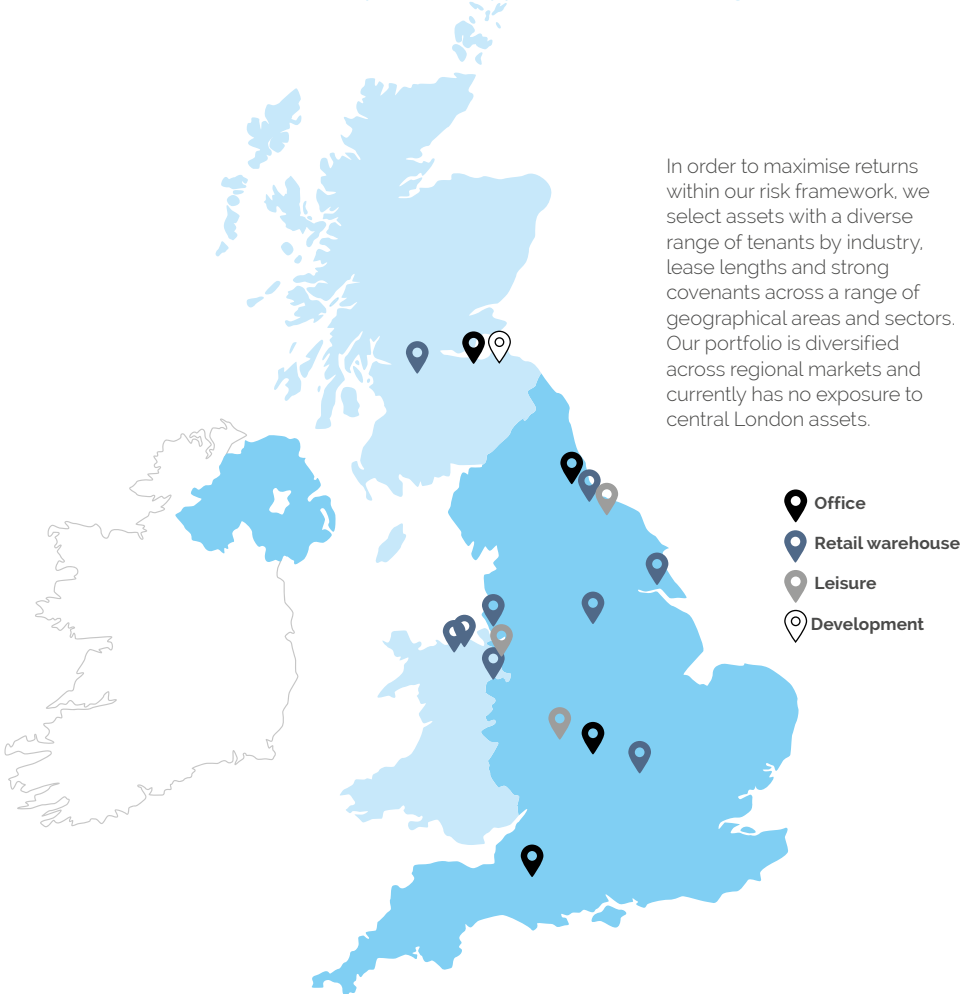 In order to maximise returns
within our risk framework, we
select assets with a diverse
range of tenants by industry,
lease lengths and strong
covenants across a range of
geographical areas and sectors.
Our portfolio is diversified
across regional markets and
currently has no exposure to
central London assets.
Office
Retail warehouse
Leisure
Development